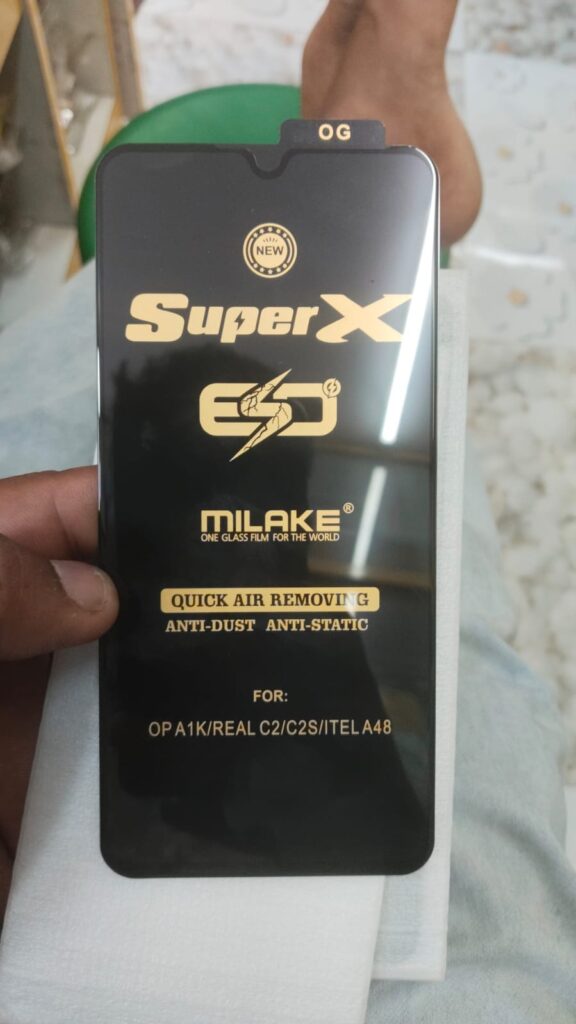 OG
NEW
Super X
ESD
MILAKE®
ONE GLASS FILM FOR THE WORLD
QUICK AIR REMOVING
ANTI-DUST ANTI-STATIC
FOR:
OP A1K/REAL C2/C2S/ITEL A48